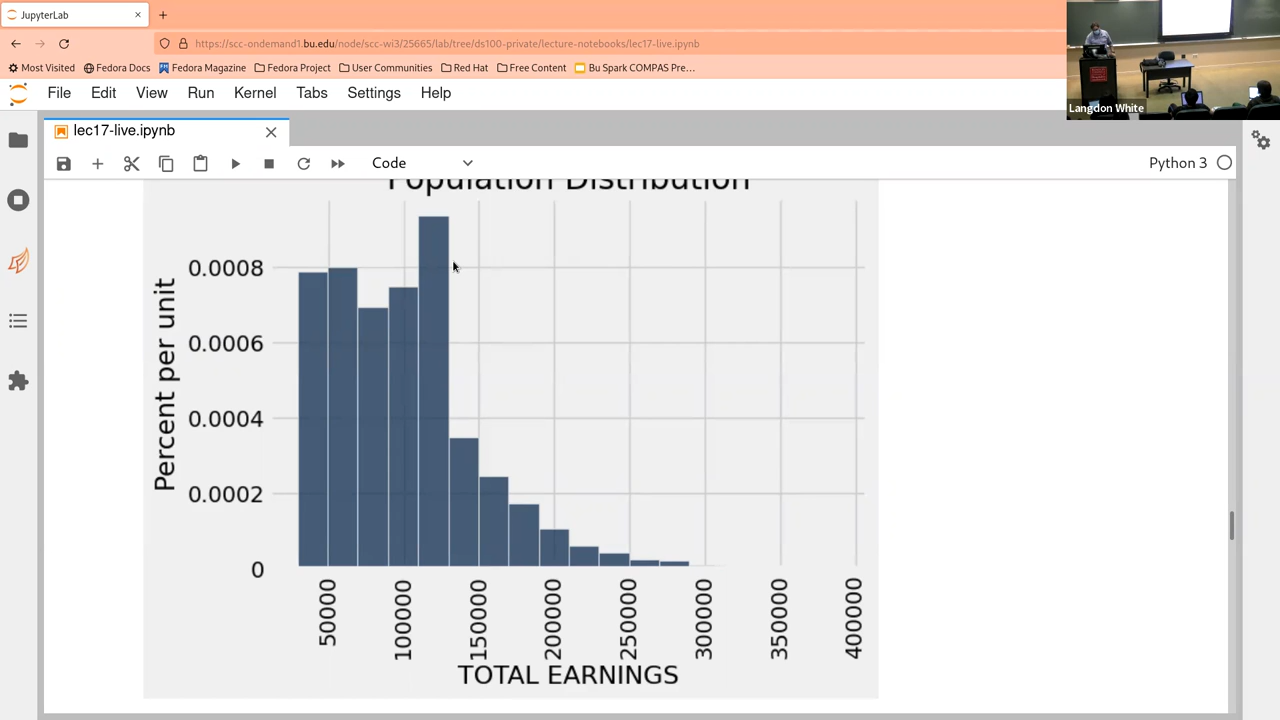 JupyterLab
https://scc-ondemand1.bu.edu/node/scc-wi3/25665/lab/tree/ds100-private/lecture-notebooks/lec17-live.ipynb
Most Visited Fedora Docs Fedora Magazine Fedora Project User Communities Red Hat Free Content Bu Spark COMPAS Pre…
File Edit View Run Kernel Tabs Settings Help
Langdon White
lec17-live.ipynb
Code
Python 3
Population Distribution
Percent per unit
0.0008
0.0006
0.0004
0.0002
0
50000 100000 150000 200000 250000 300000 350000 400000
TOTAL EARNINGS